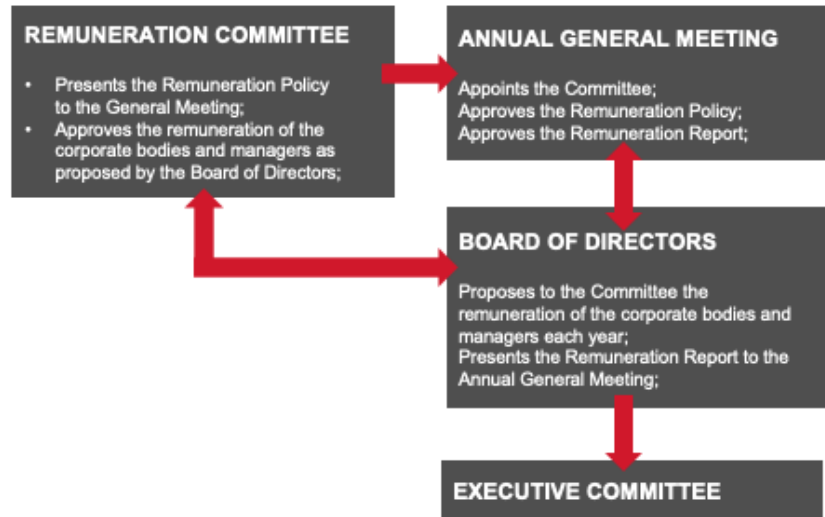 REMUNERATION COMMITTEE
• Presents the Remuneration Policy
to the General Meeting;
• Approves the remuneration of the
corporate bodies and managers as
proposed by the Board of Directors;
ANNUAL GENERAL MEETING
Appoints the Committee;
Approves the Remuneration Policy;
Approves the Remuneration Report;
BOARD OF DIRECTORS
Proposes to the Committee the
remuneration of the corporate bodies and
managers each year;
Presents the Remuneration Report to the
Annual General Meeting;
EXECUTIVE COMMITTEE